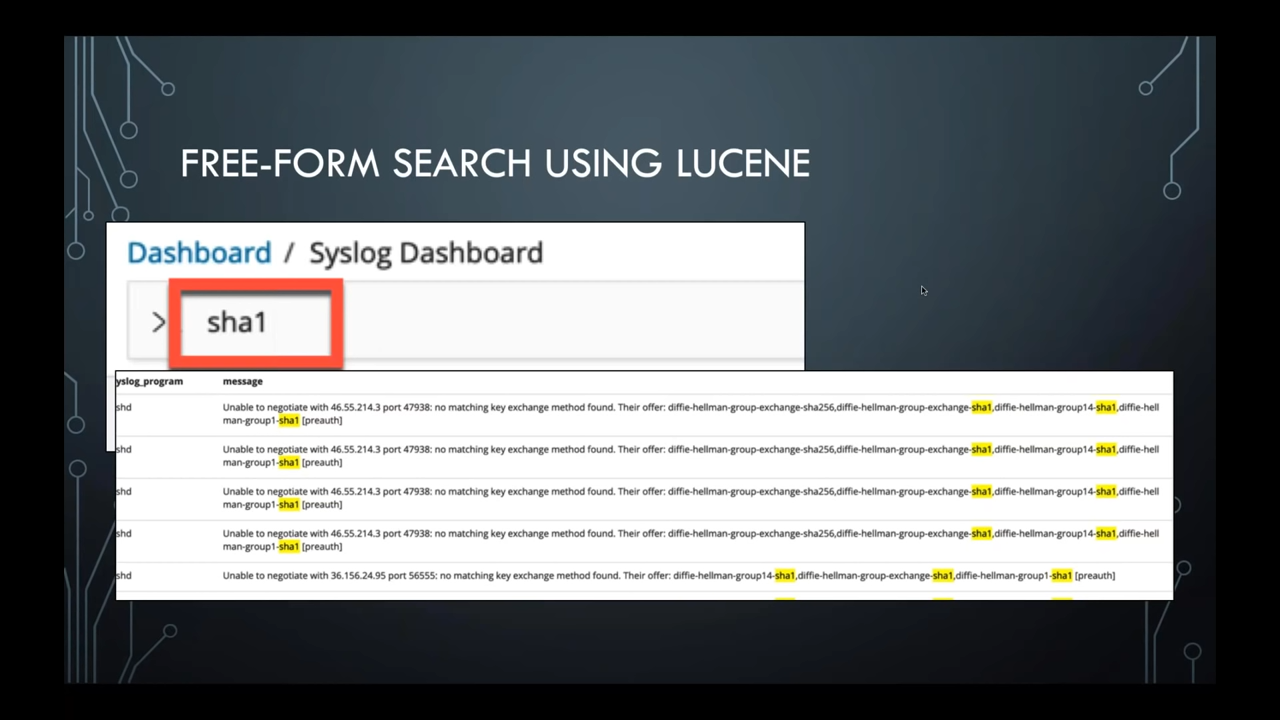 FREE-FORM SEARCH USING LUCENE
Dashboard / Syslog Dashboard
> sha1
yslog_program message
shd Unable to negotiate with 46.55.214.3 port 47938: no matching key exchange method found. Their offer: diffie-hellman-group-exchange-sha256,diffie-hellman-group-exchange-sha1,diffie-hellman-group14-sha1,diffie-hell
man-group1-sha1 [preauth]
shd Unable to negotiate with 46.55.214.3 port 47938: no matching key exchange method found. Their offer: diffie-hellman-group-exchange-sha256,diffie-hellman-group-exchange-sha1,diffie-hellman-group14-sha1,diffie-hell
man-group1-sha1 [preauth]
shd Unable to negotiate with 46.55.214.3 port 47938: no matching key exchange method found. Their offer: diffie-hellman-group-exchange-sha256,diffie-hellman-group-exchange-sha1,diffie-hellman-group14-sha1,diffie-hell
man-group1-sha1 [preauth]
shd Unable to negotiate with 46.55.214.3 port 47938: no matching key exchange method found. Their offer: diffie-hellman-group-exchange-sha256,diffie-hellman-group-exchange-sha1,diffie-hellman-group14-sha1,diffie-hell
man-group1-sha1 [preauth]
shd Unable to negotiate with 36.156.24.95 port 56555: no matching key exchange method found. Their offer: diffie-hellman-group14-sha1,diffie-hellman-group-exchange-sha1,diffie-hellman-group1-sha1 [preauth]